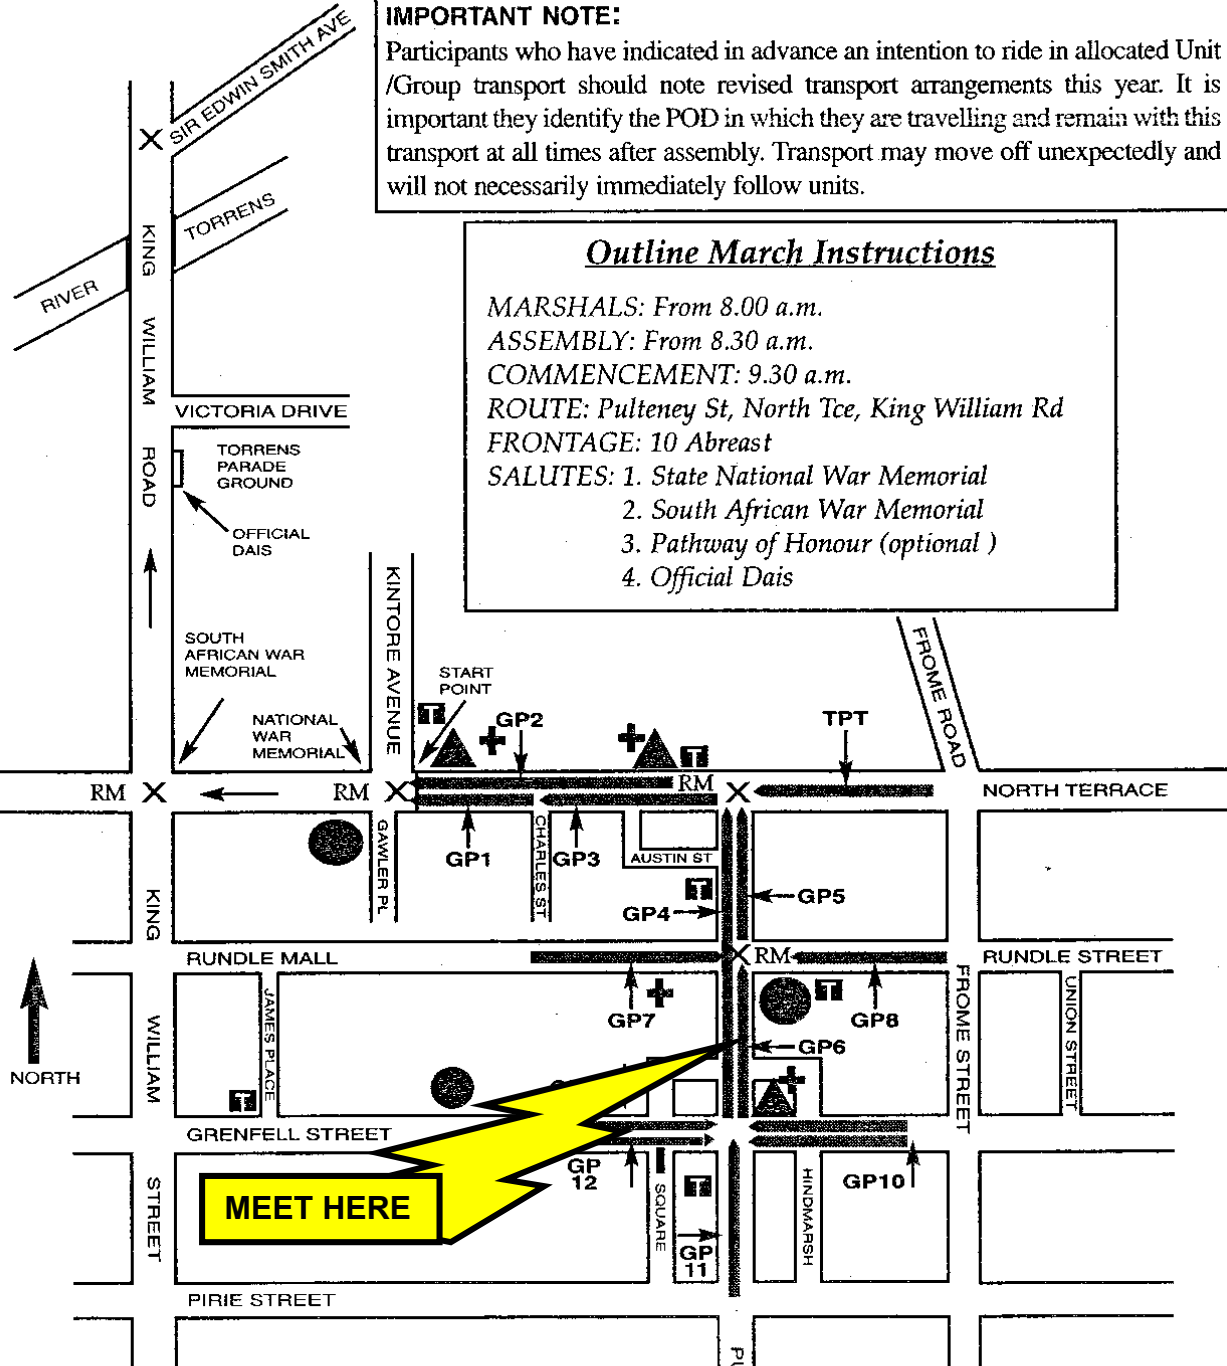 IMPORTANT NOTE:
Participants who have indicated in advance an intention to ride in allocated Unit
/Group transport should note revised transport arrangements this year. It is
important they identify the POD in which they are travelling and remain with this
transport at all times after assembly. Transport may move off unexpectedly and
will not necessarily immediately follow units.
Outline March Instructions
MARSHALS: From 8.00 a.m.
ASSEMBLY: From 8.30 a.m.
COMMENCEMENT: 9.30 a.m.
ROUTE: Pulteney St, North Tce, King William Rd
FRONTAGE: 10 Abreast
SALUTES: 1. State National War Memorial
2. South African War Memorial
3. Pathway of Honour (optional )
4. Official Dais
SIR EDWIN SMITH AVE
X
TORRENS
RIVER
KING
WILLIAM
ROAD
VICTORIA DRIVE
TORRENS
PARADE
GROUND
OFFICIAL
DAIS
KINTORE AVENUE
SOUTH
AFRICAN WAR
MEMORIAL
NATIONAL
WAR
MEMORIAL
START
POINT
T
GP2
T
TPT
FROME ROAD
RM X
RM X
RM
X
NORTH TERRACE
GAWLER PL
GP1
CHARLES ST
GP3
AUSTIN ST
T
GP4
GP5
KING
WILLIAM
STREET
RUNDLE MALL
X RM
RUNDLE STREET
JAMES PLACE
T
GP7
T
GP8
GP6
FROME STREET
UNION STREET
NORTH
GRENFELL STREET
GP
12
SQUARE
T
GP
11
HINDMARSH
GP10
MEET HERE
PIRIE STREET